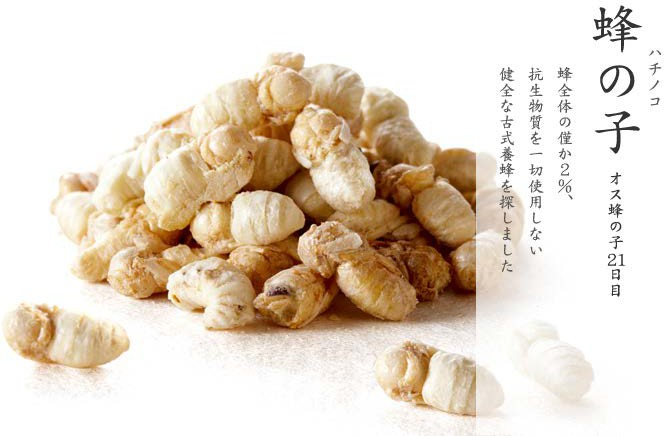 ハチノコ
蜂の子
オス蜂の子21日目
蜂全体の僅か2%、
抗生物質を一切使用しない
健全な古式養蜂を探しました